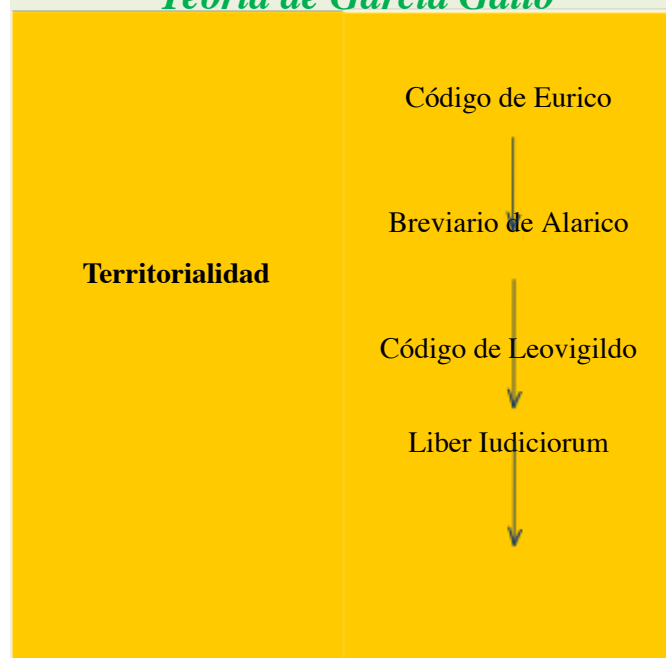 Teoría de García Gallo
Código de Eurico
Breviario de Alarico
Territorialidad
Código de Leovigildo
Liber Iudiciorum